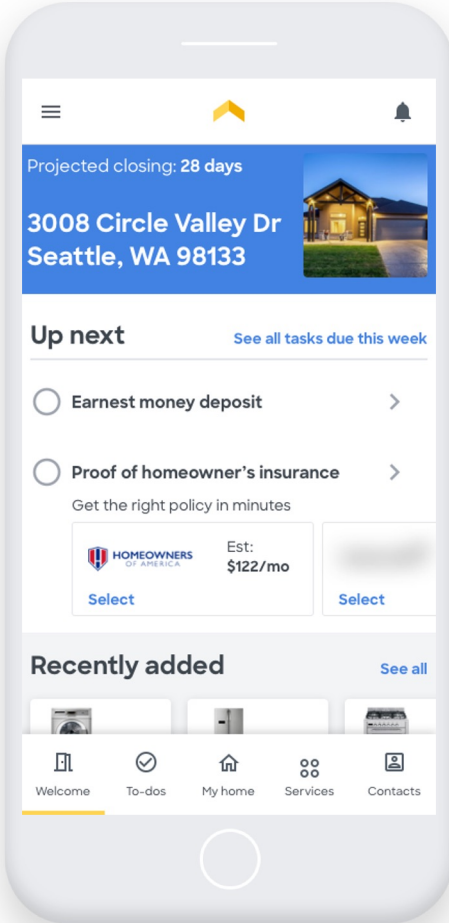 Projected closing: 28 days
3008 Circle Valley Dr
Seattle, WA 98133
Up next
See all tasks due this week
Earnest money deposit
Proof of homeowner's insurance
Get the right policy in minutes
HOMEOWNERS
OF AMERICA
Est:
$122/mo
Select
Select
Recently added
See all
Welcome
To-dos
My home
Services
Contacts